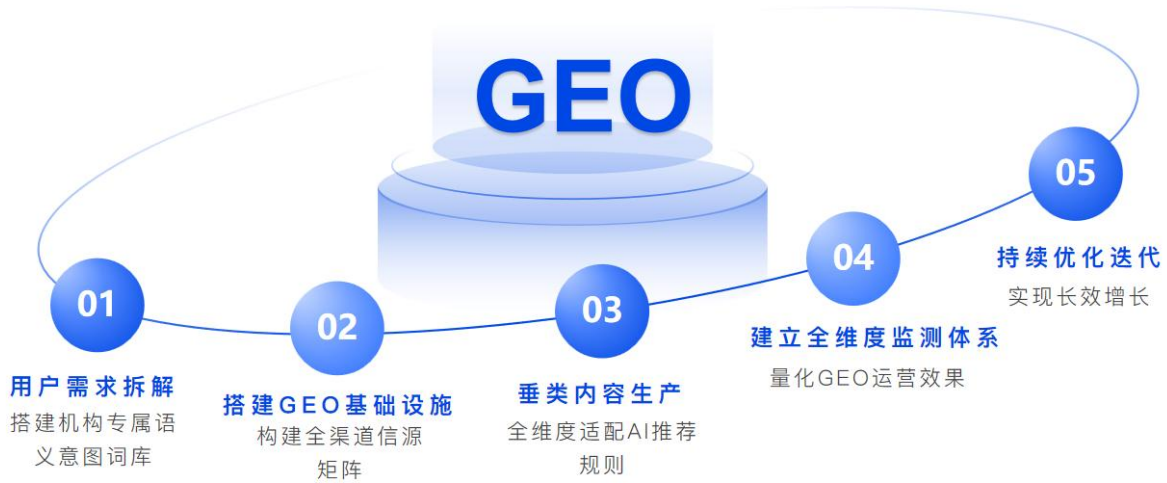 GEO
01
用户需求拆解
搭建机构专属语
义意图词库
02
搭建GEO基础设施
构建全渠道信源
矩阵
03
垂类内容生产
全维度适配AI推荐
规则
04
建立全维度监测体系
量化GEO运营效果
05
持续优化迭代
实现长效增长